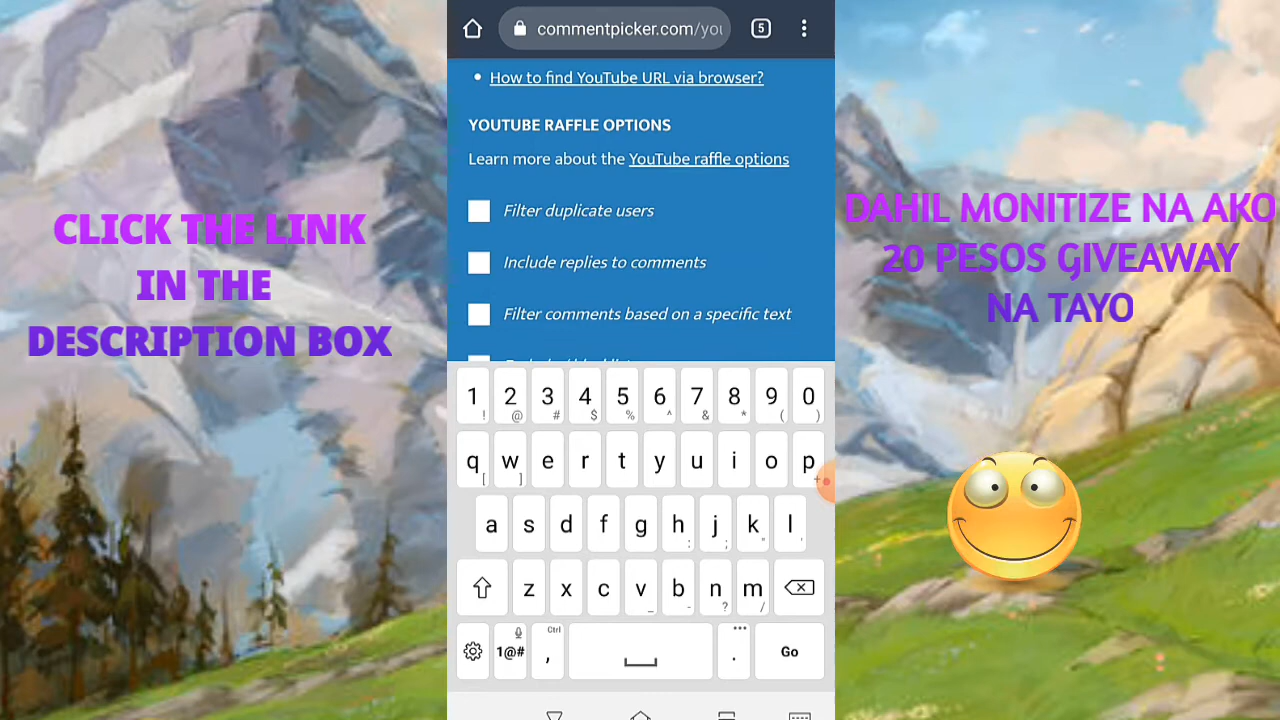 CLICK THE LINK
IN THE
DESCRIPTION BOX
commentpicker.com/you
5
How to find YouTube URL via browser?
YOUTUBE RAFFLE OPTIONS
Learn more about the YouTube raffle options
Filter duplicate users
Include replies to comments
Filter comments based on a specific text
1 2 3 4 5 6 7 8 9 0
! @ # $ % ^ & * ( )
q w e r t y u i o p
[ ] +
a s d f g h j k l
: ; " '
z x c v b n m
_ - ? /
1@# Ctrl , . Go
DAHIL MONITIZE NA AKO
20 PESOS GIVEAWAY
NA TAYO